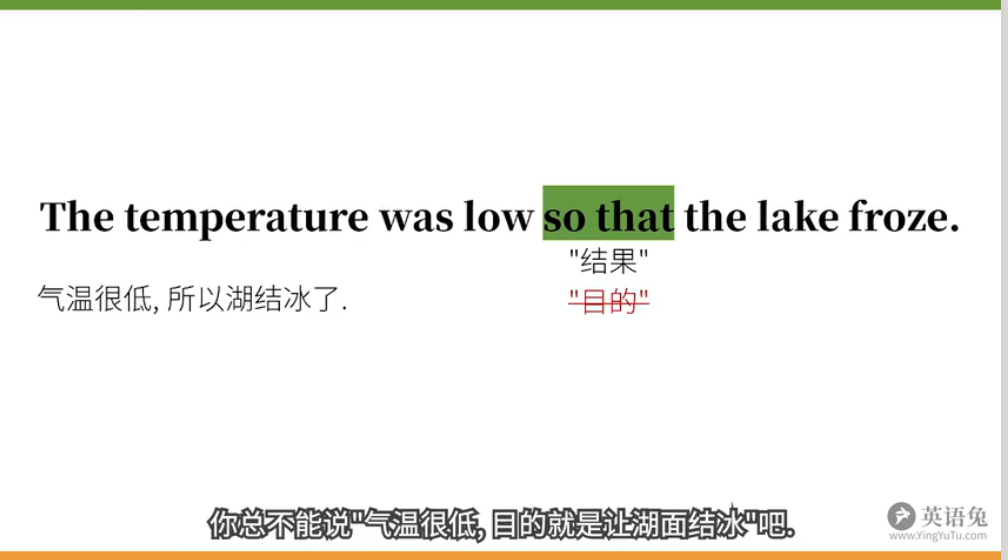 The temperature was low so that the lake froze.
"结果"
气温很低, 所以湖结冰了.
"目的"
你总不能说"气温很低, 目的就是让湖面结冰"吧.
英语兔
www.YingYuTu.com